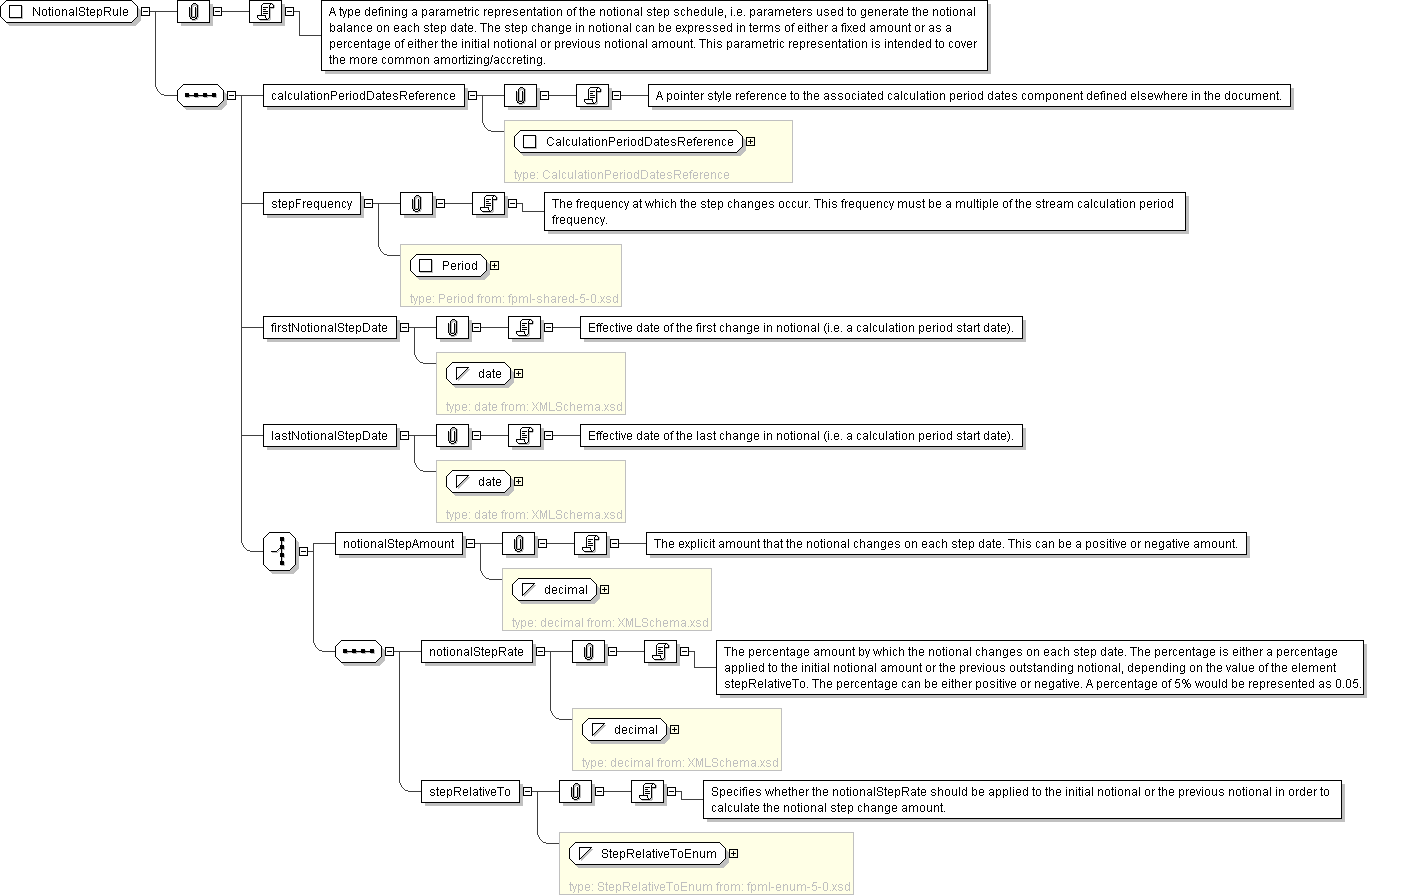 NotionalStepRule
A type defining a parametric representation of the notional step schedule, i.e. parameters used to generate the notional
balance on each step date. The step change in notional can be expressed in terms of either a fixed amount or as a
percentage of either the initial notional or previous notional amount. This parametric representation is intended to cover
the more common amortizing/accreting.
calculationPeriodDatesReference
A pointer style reference to the associated calculation period dates component defined elsewhere in the document.
CalculationPeriodDatesReference
type: CalculationPeriodDatesReference
stepFrequency
The frequency at which the step changes occur. This frequency must be a multiple of the stream calculation period
frequency.
Period
type: Period from: fpml-shared-5-0.xsd
firstNotionalStepDate
Effective date of the first change in notional (i.e. a calculation period start date).
date
type: date from: XMLSchema.xsd
lastNotionalStepDate
Effective date of the last change in notional (i.e. a calculation period start date).
date
type: date from: XMLSchema.xsd
notionalStepAmount
The explicit amount that the notional changes on each step date. This can be a positive or negative amount.
decimal
type: decimal from: XMLSchema.xsd
notionalStepRate
The percentage amount by which the notional changes on each step date. The percentage is either a percentage
applied to the initial notional amount or the previous outstanding notional, depending on the value of the element
stepRelativeTo. The percentage can be either positive or negative. A percentage of 5% would be represented as 0.05.
decimal
type: decimal from: XMLSchema.xsd
stepRelativeTo
Specifies whether the notionalStepRate should be applied to the initial notional or the previous notional in order to
calculate the notional step change amount.
StepRelativeToEnum
type: StepRelativeToEnum from: fpml-enum-5-0.xsd